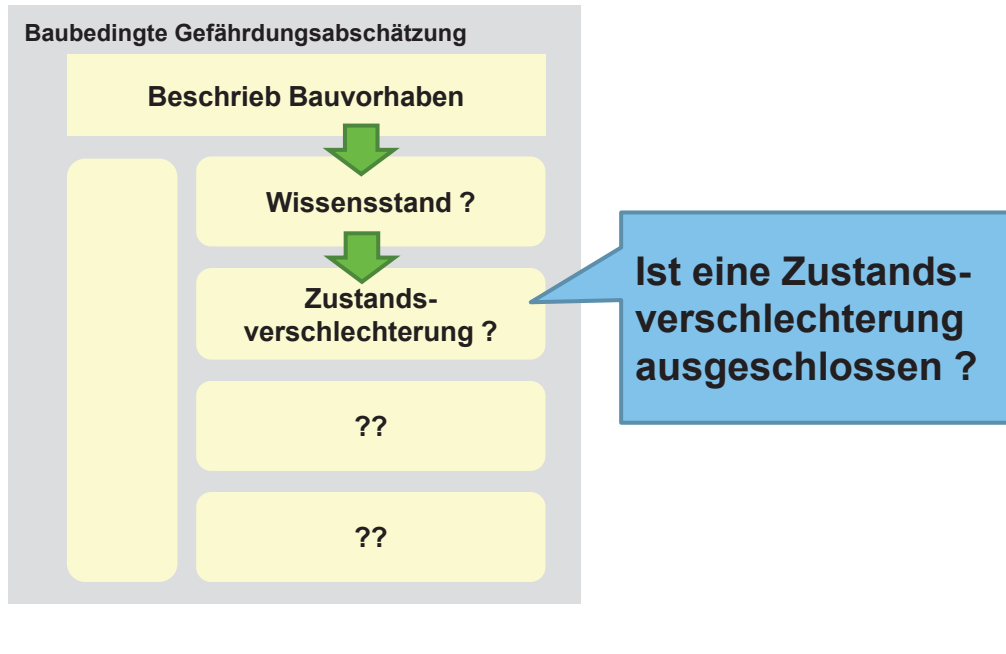 Baubedingte Gefährdungsabschätzung
Beschrieb Bauvorhaben
Wissensstand ?
Zustands-
verschlechterung ?
??
??
Ist eine Zustands-
verschlechterung
ausgeschlossen ?